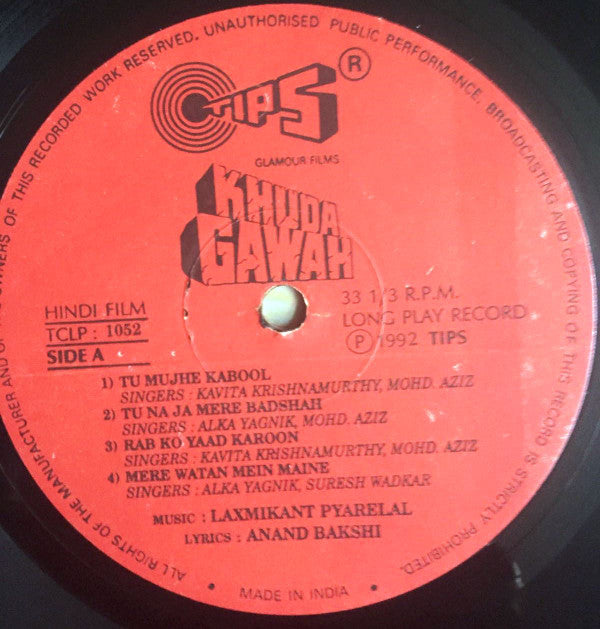 ALL RIGHTS OF THE MANUFACTURER AND OF THE OWNERS OF THIS RECORDED WORK RESERVED. UNAUTHORISED PUBLIC PERFORMANCE, BROADCASTING AND COPYING OF THIS RECORD IS STRICTLY PROHIBITED.
TIPS ®
GLAMOUR FILMS
KHUDA
GAWAH
HINDI FILM
TCLP : 1052
SIDE A
33 1/3 R.P.M.
LONG PLAY RECORD
Ⓟ 1992 TIPS
1) TU MUJHE KABOOL
SINGERS : KAVITA KRISHNAMURTHY, MOHD. AZIZ
2) TU NA JA MERE BADSHAH
SINGERS : ALKA YAGNIK, MOHD. AZIZ
3) RAB KO YAAD KAROON
SINGERS : KAVITA KRISHNAMURTHY, MOHD. AZIZ
4) MERE WATAN MEIN MAINE
SINGERS : ALKA YAGNIK, SURESH WADKAR
MUSIC : LAXMIKANT PYARELAL
LYRICS : ANAND BAKSHI
• MADE IN INDIA •